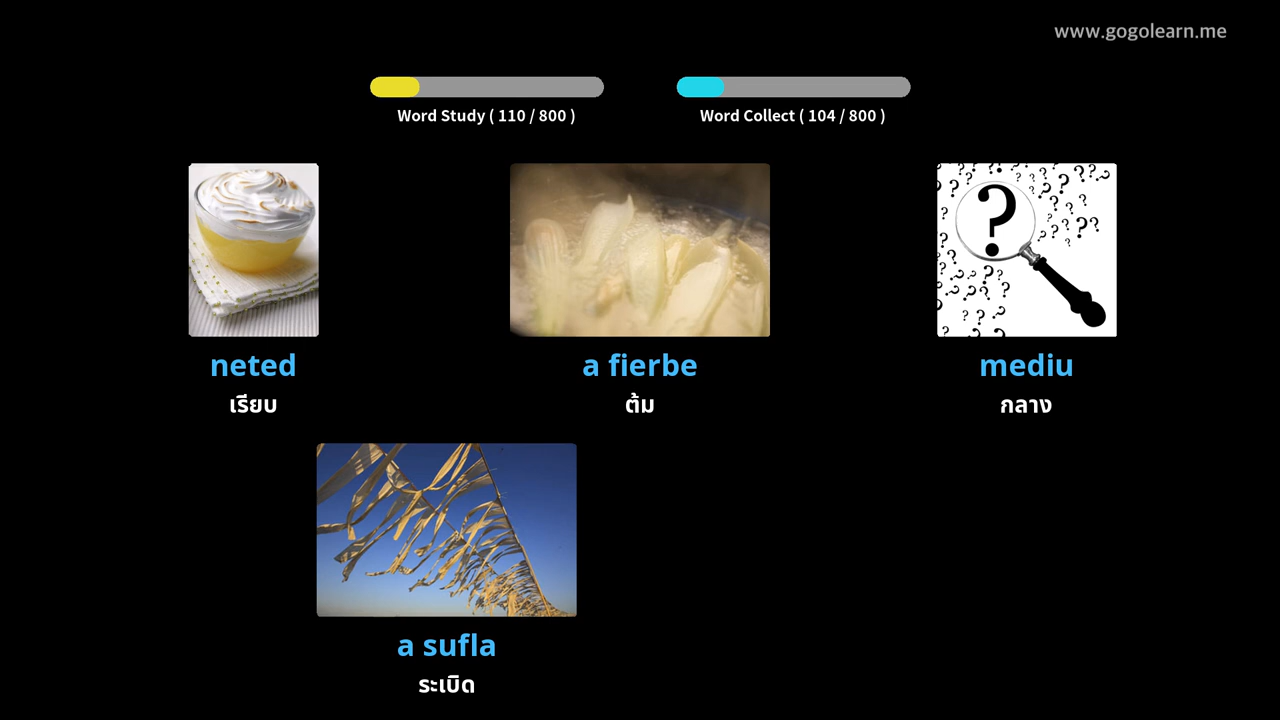 www.gogolearn.me
Word Study ( 110 / 800 )
Word Collect ( 104 / 800 )
neted
เรียบ
a fierbe
ต้ม
?
mediu
กลาง
a sufla
ระเบิด